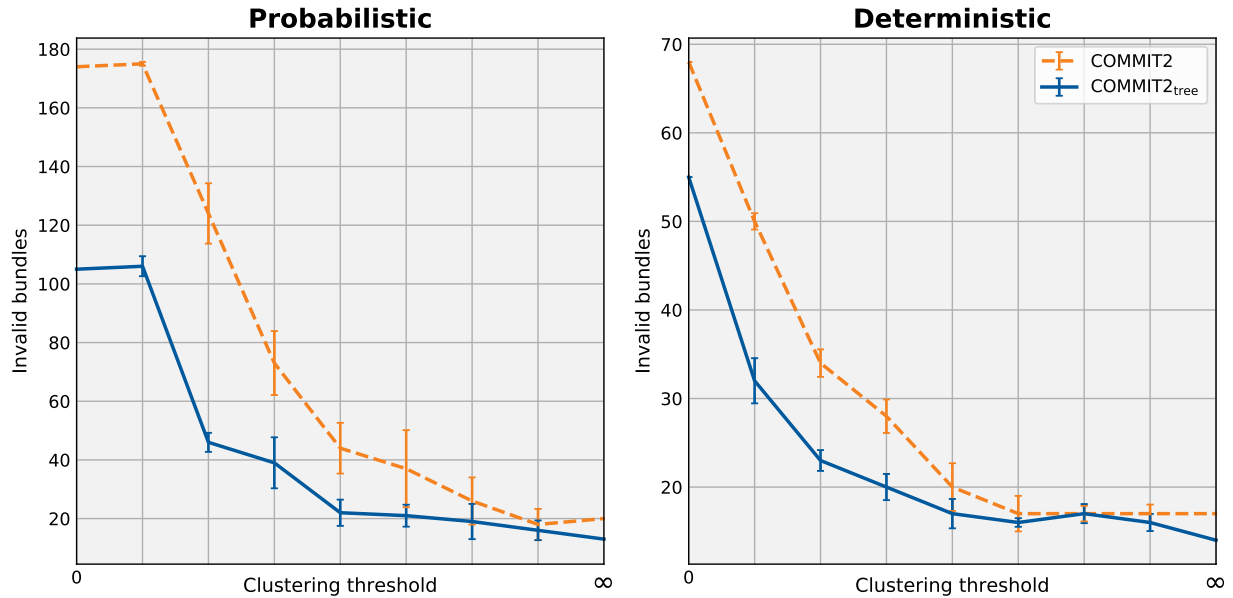 Probabilistic
Invalid bundles
180
160
140
120
100
80
60
40
20
0
∞
Clustering threshold
Deterministic
Invalid bundles
70
60
50
40
30
20
0
∞
Clustering threshold
COMMIT2
COMMIT2tree